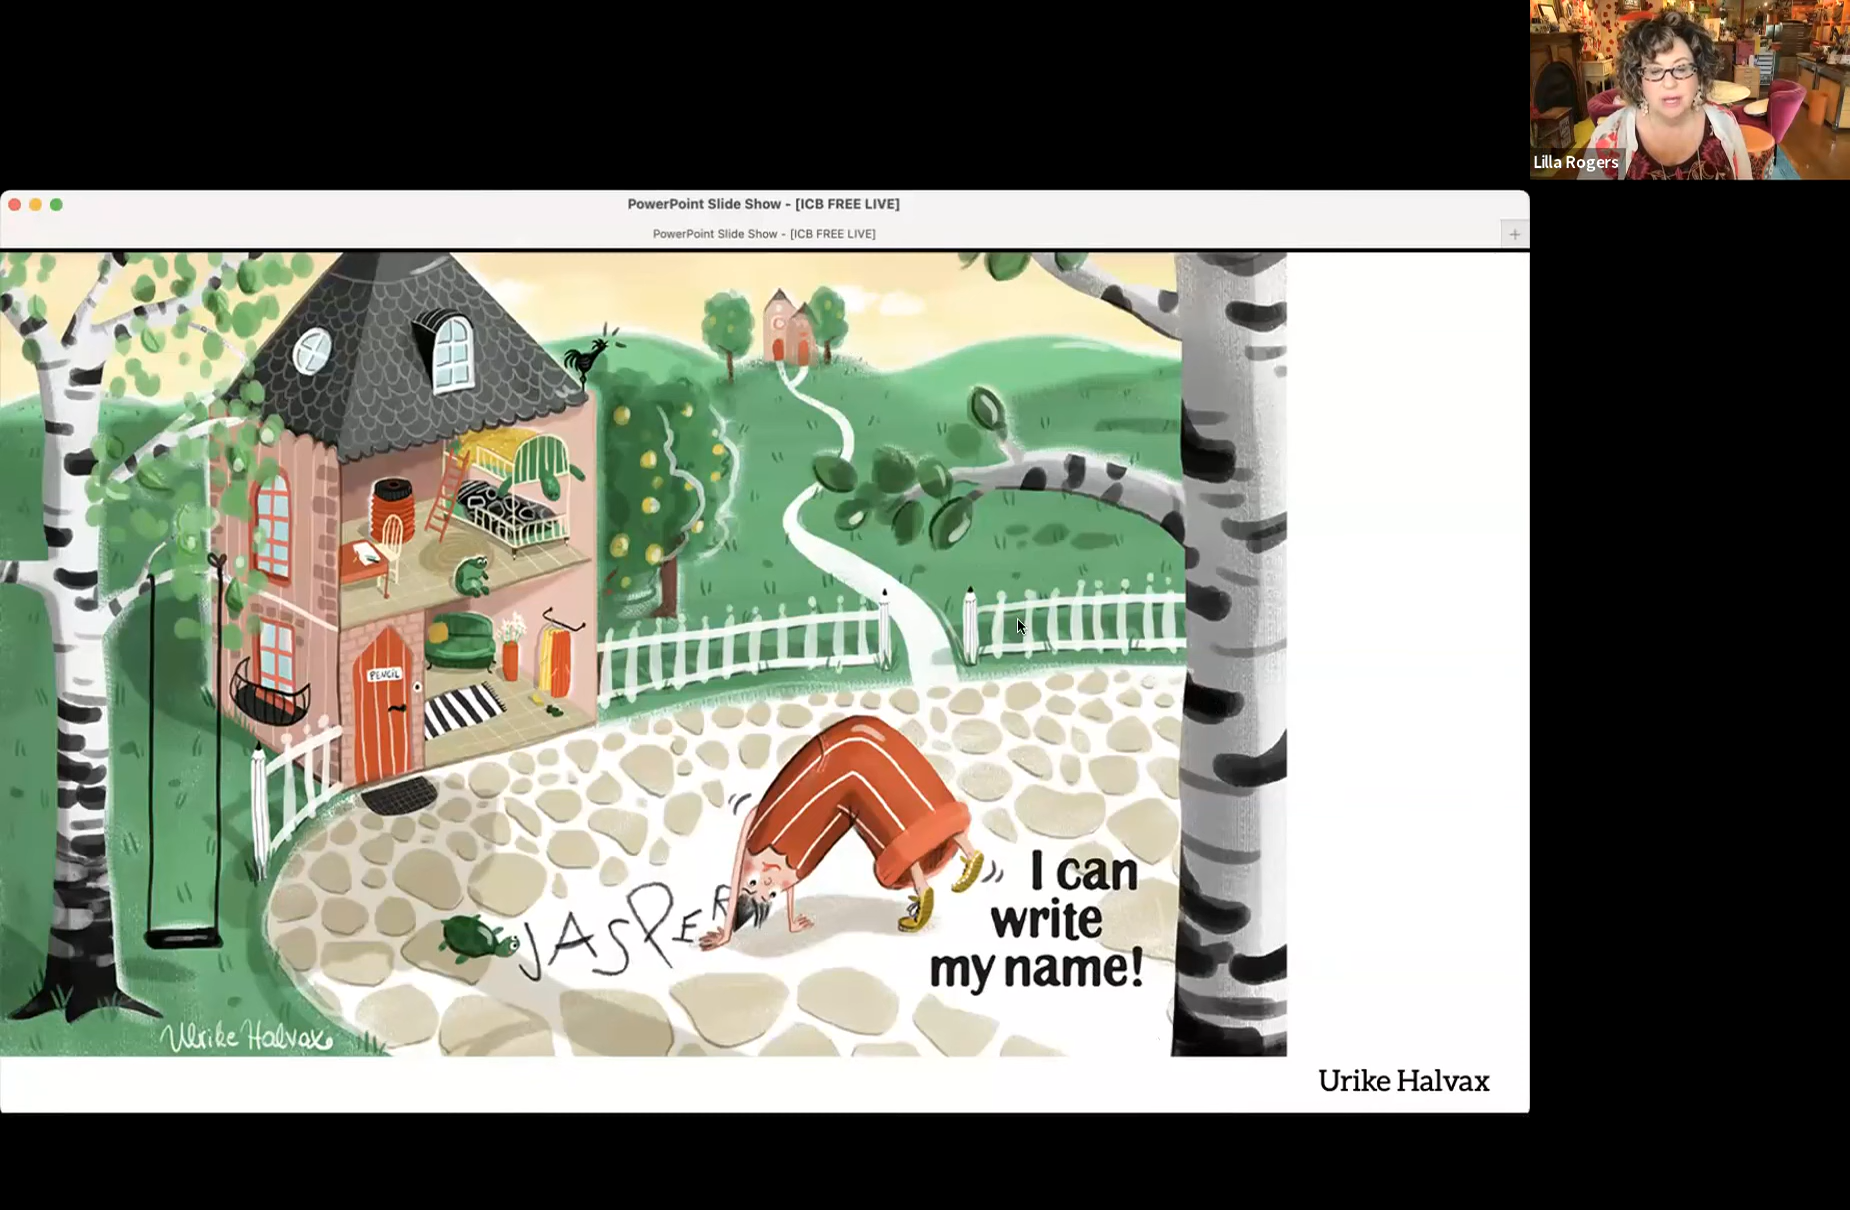 Lilla Rogers
PowerPoint Slide Show - [ICB FREE LIVE]
PowerPoint Slide Show - [ICB FREE LIVE]
PENCIL
JASPER
I can
write
my name!
Ulrike Halvax
Urike Halvax